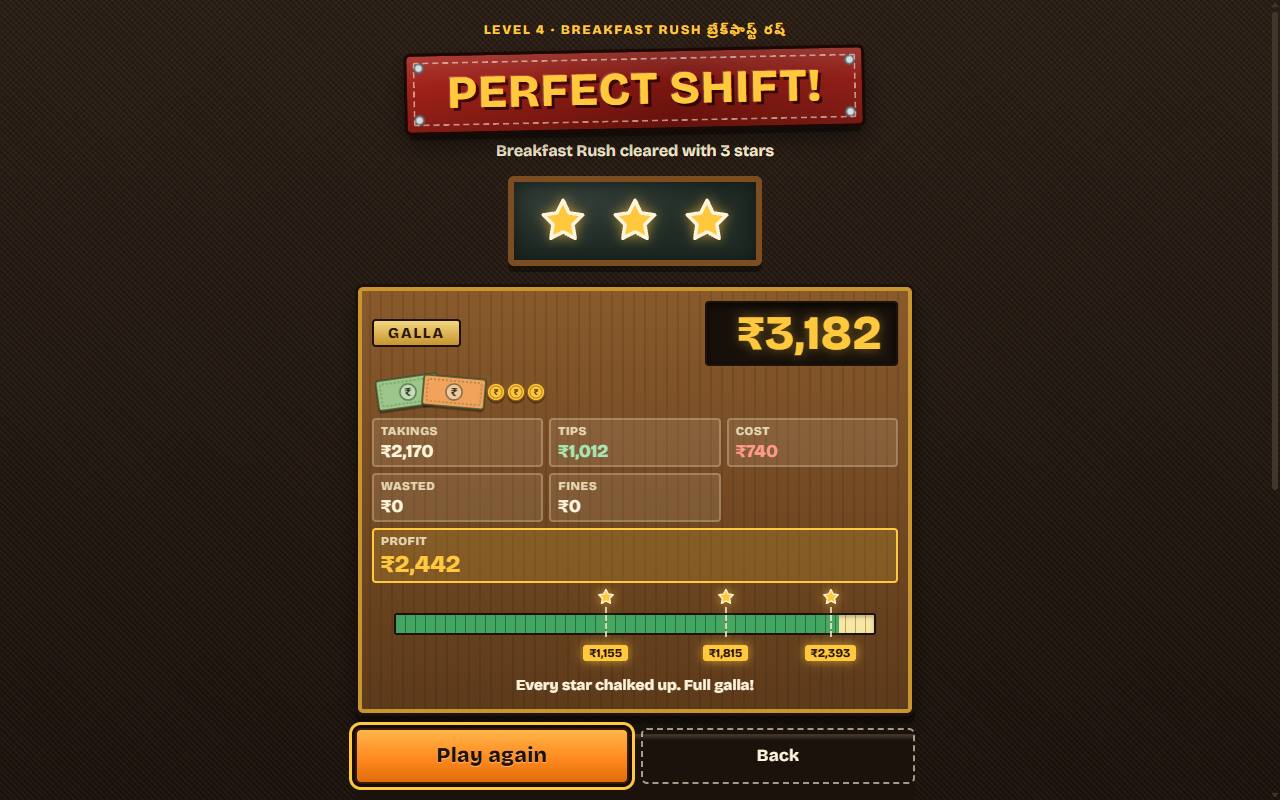 LEVEL 4 · BREAKFAST RUSH బ్రేక్‌ఫాస్ట్ రష్
PERFECT SHIFT!
Breakfast Rush cleared with 3 stars
GALLA
₹3,182
₹ ₹ ₹ ₹ ₹
TAKINGS TIPS COST
₹2,170 ₹1,012 ₹740
WASTED FINES
₹0 ₹0
PROFIT
₹2,442
₹1,155 ₹1,815 ₹2,393
Every star chalked up. Full galla!
Play again Back